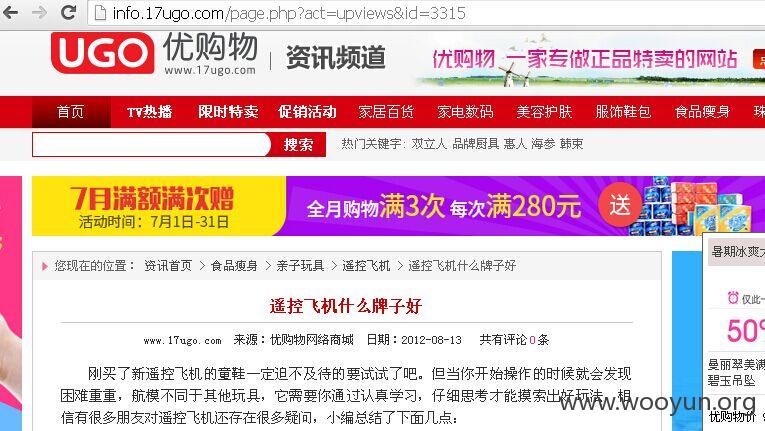 info.17ugo.com/page.php?act=upviews&id=3315
UGO 优购物 资讯频道 优购物 一家专做正品特卖的网站
www.17ugo.com
首页 TV热播 限时特卖 促销活动 家居百货 家电数码 美容护肤 服饰鞋包 食品瘦身 珠
搜索 热门关键字: 双立人 品牌厨具 惠人 海参 韩束
7月满额满次赠 全月购物满3次 每次满280元 送
活动时间：7月1日-31日
您现在的位置： 资讯首页 > 食品瘦身 > 亲子玩具 > 遥控飞机 > 遥控飞机什么牌子好
暑期冰爽
遥控飞机什么牌子好
仅此一
50%
www.17ugo.com 来源：优购物网络商城 日期：2012-08-13 共有评论0条
刚买了新遥控飞机的童鞋一定迫不及待的要试试了吧。但当你开始操作的时候就会发现
困难重重，航模不同于其他玩具，它需要你通过认真学习，仔细思考才能摸索出好玩法。相
信有很多朋友对遥控飞机还存在很多疑问，小编总结了下面几点：
曼丽翠美满
碧玉吊坠
www.wooyun.org
优购物价